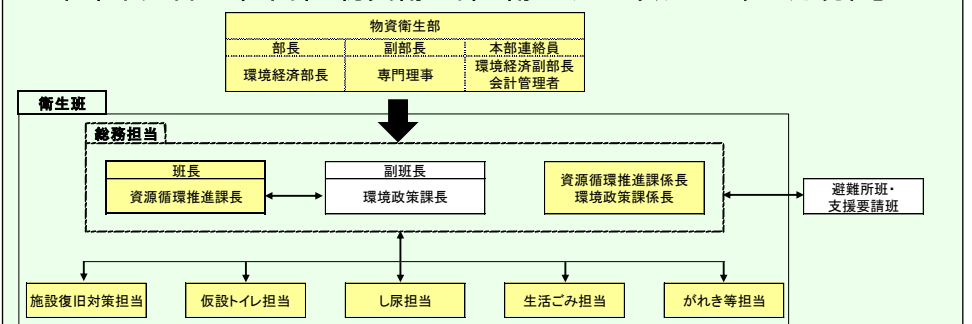 物資衛生部
部長 副部長 本部連絡員
環境経済部長 専門理事 環境経済副部長
会計管理者
衛生班
総務担当
班長
資源循環推進課長
副班長
環境政策課長
資源循環推進課係長
環境政策課係長
避難所班・
支援要請班
施設復旧対策担当 仮設トイレ担当 し尿担当 生活ごみ担当 がれき等担当